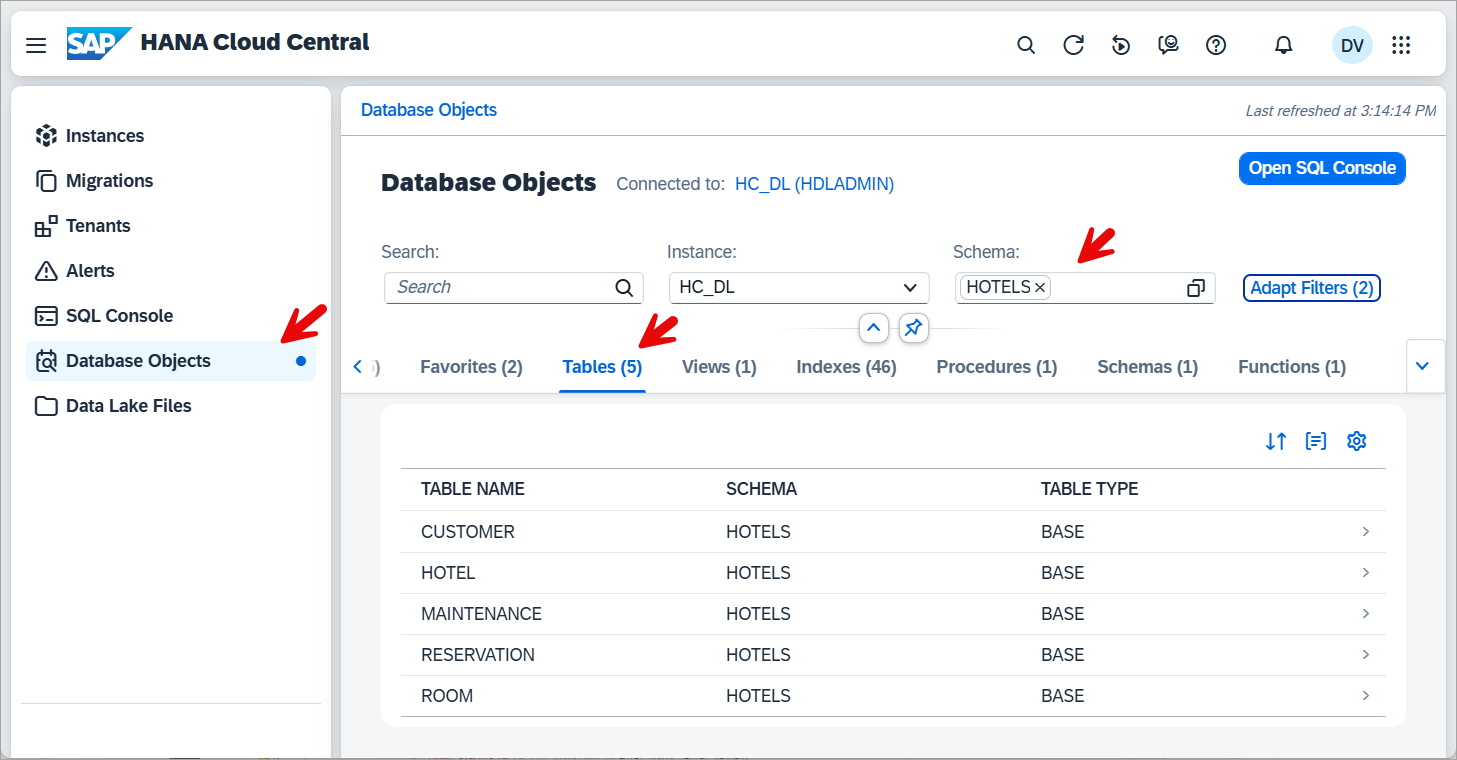 SAP HANA Cloud Central
DV
Instances
Migrations
Tenants
Alerts
SQL Console
Database Objects
Data Lake Files
Database Objects
Last refreshed at 3:14:14 PM
Database Objects Connected to: HC_DL (HDLADMIN)
Open SQL Console
Search: Instance: Schema:
Search HC_DL HOTELS Adapt Filters (2)
) Favorites (2) Tables (5) Views (1) Indexes (46) Procedures (1) Schemas (1) Functions (1)
TABLE NAME SCHEMA TABLE TYPE
CUSTOMER HOTELS BASE
HOTEL HOTELS BASE
MAINTENANCE HOTELS BASE
RESERVATION HOTELS BASE
ROOM HOTELS BASE